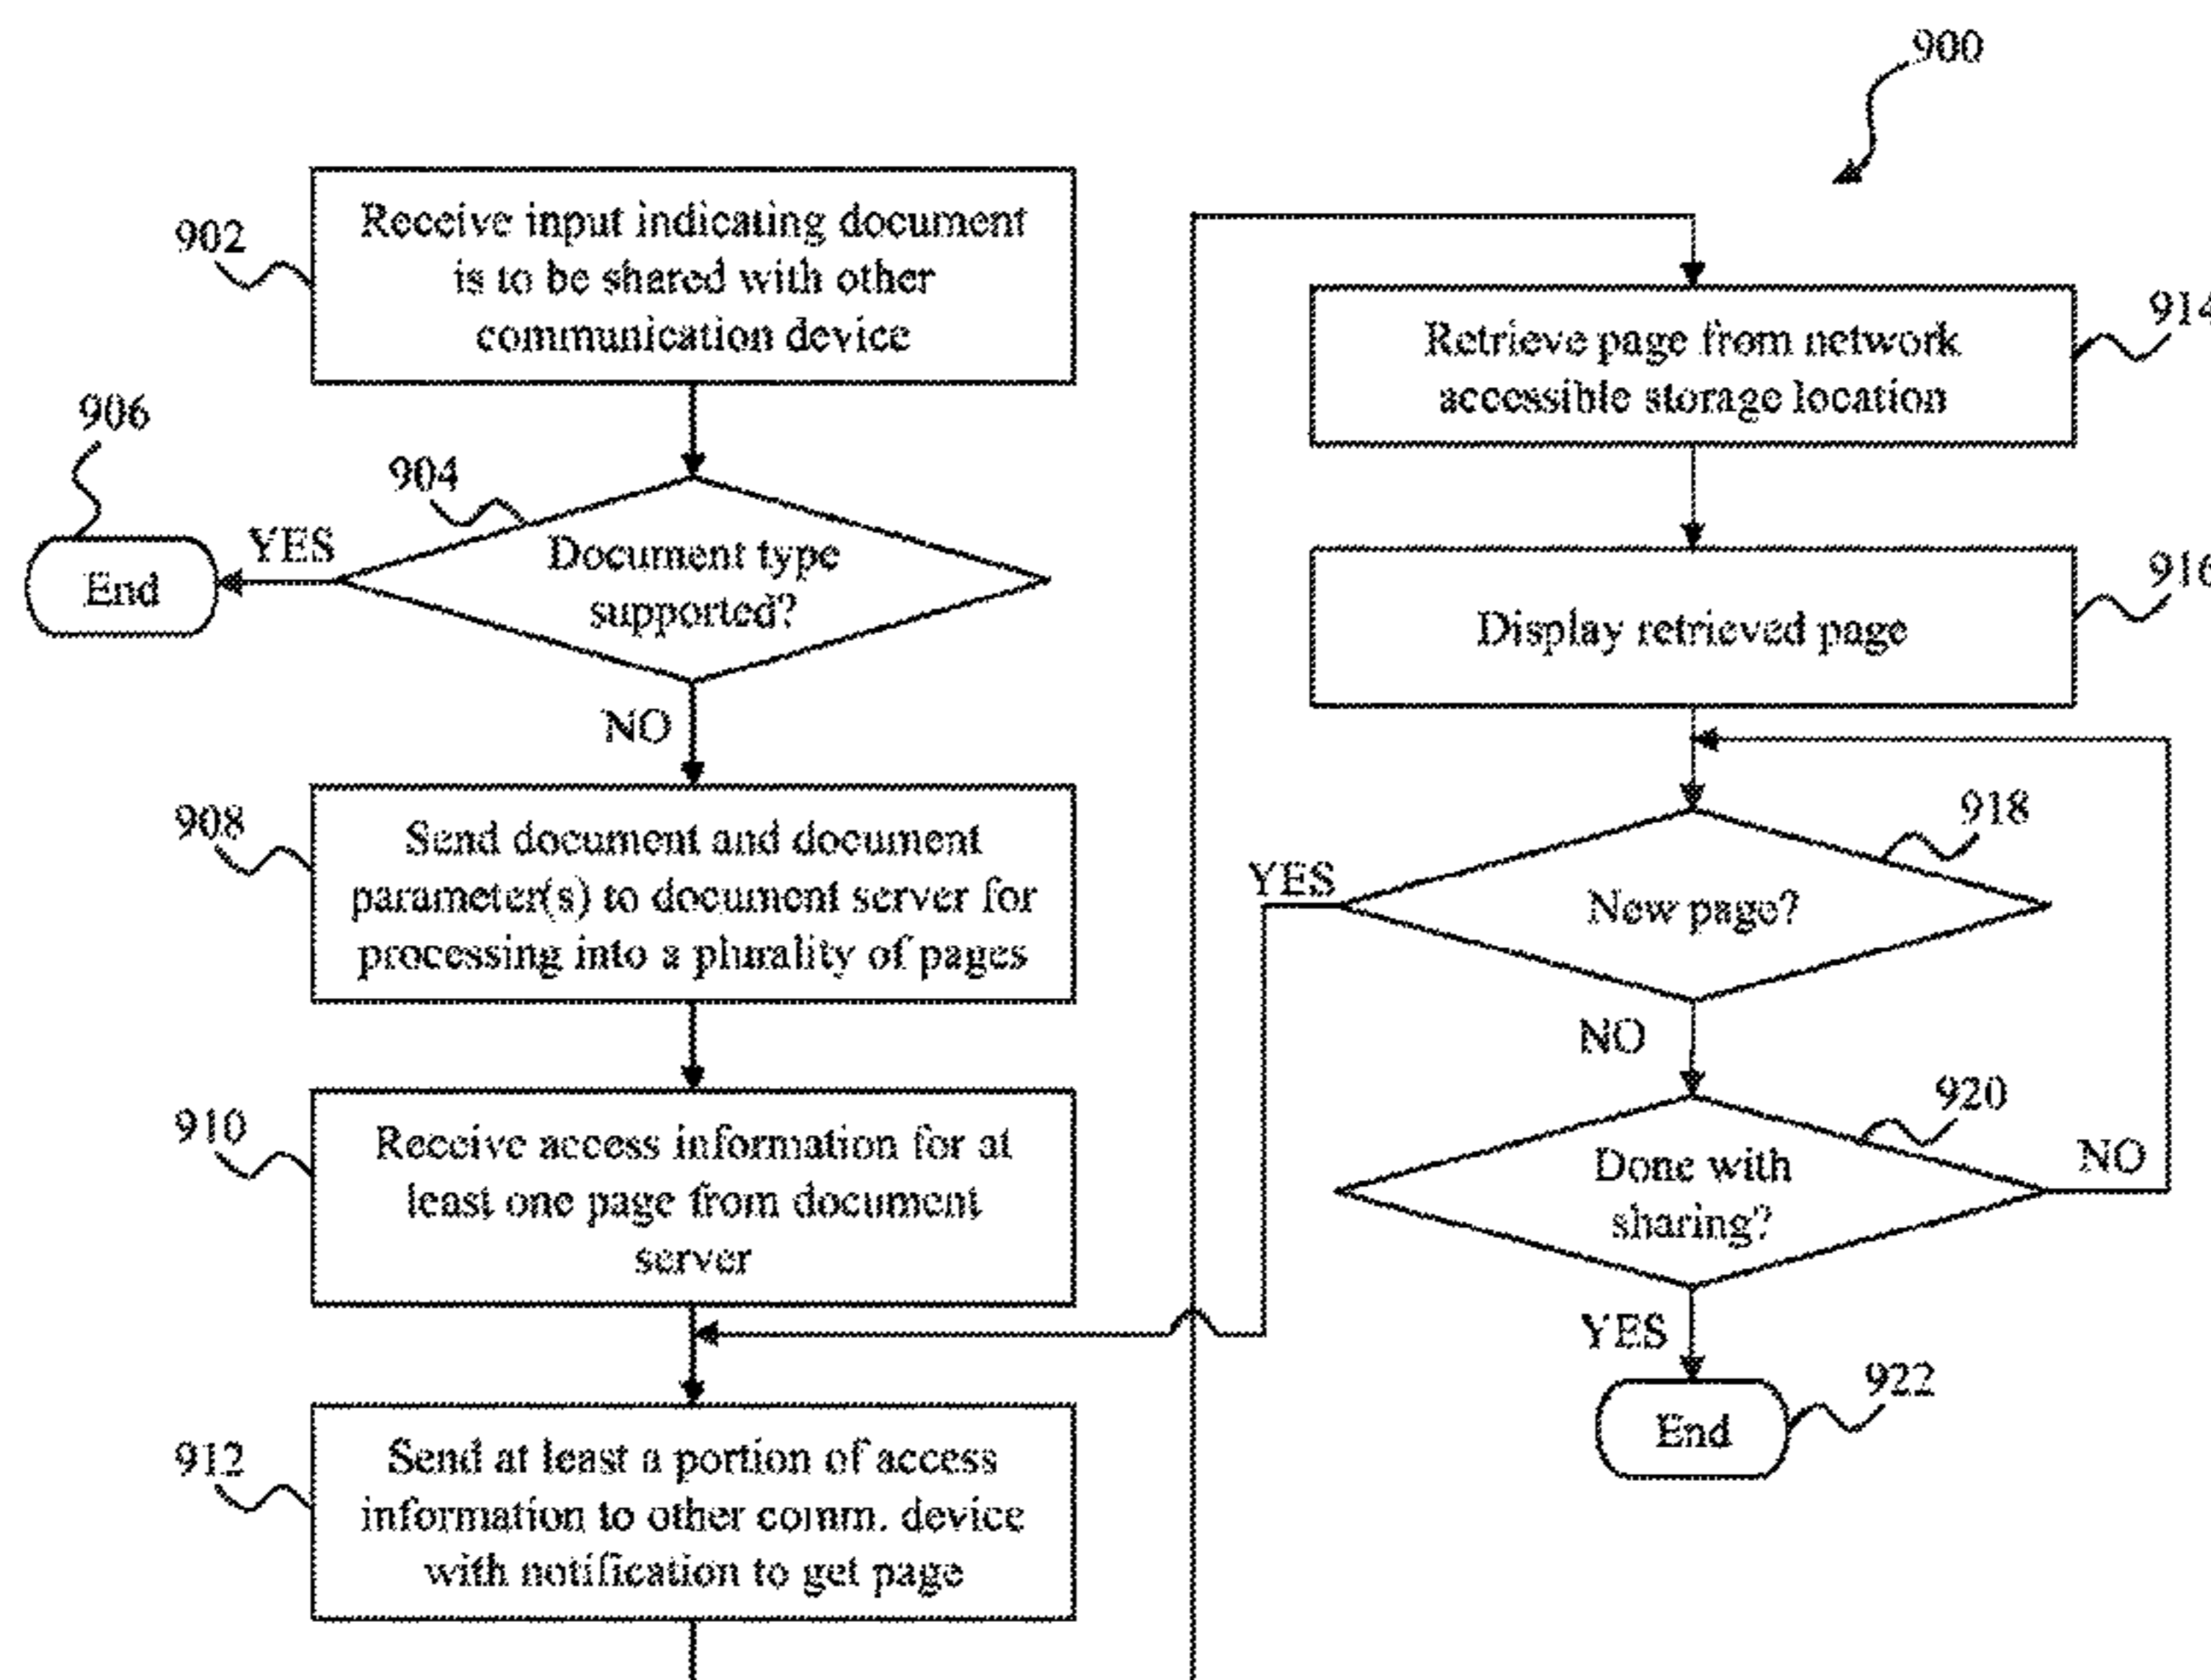 900
902
Receive input indicating document
is to be shared with other
communication device
906
End
904
YES
Document type
supported?
NO
908
Send document and document
parameter(s) to document server for
processing into a plurality of pages
910
Receive access information for at
least one page from document
server
912
Send at least a portion of access
information to other comm. device
with notification to get page
914
Retrieve page from network
accessible storage location
916
Display retrieved page
918
YES
New page?
NO
920
Done with
sharing?
NO
YES
922
End